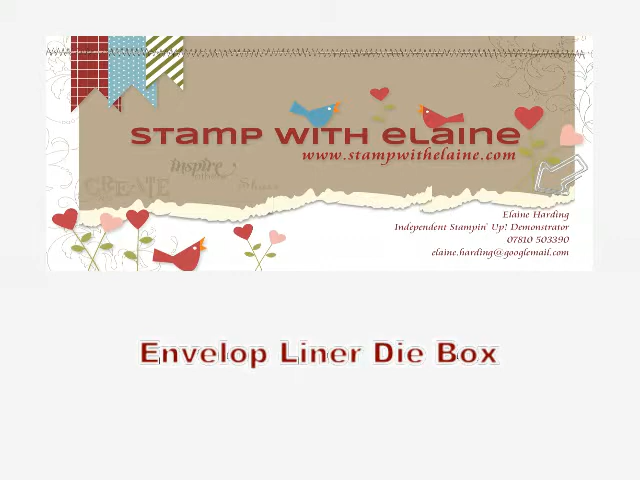 stamp with elaine
www.stampwithelaine.com
inspire
CREATE
Share
Elaine Harding
Independent Stampin' Up! Demonstrator
07810 503390
elaine.harding@googlemail.com
Envelop Liner Die Box